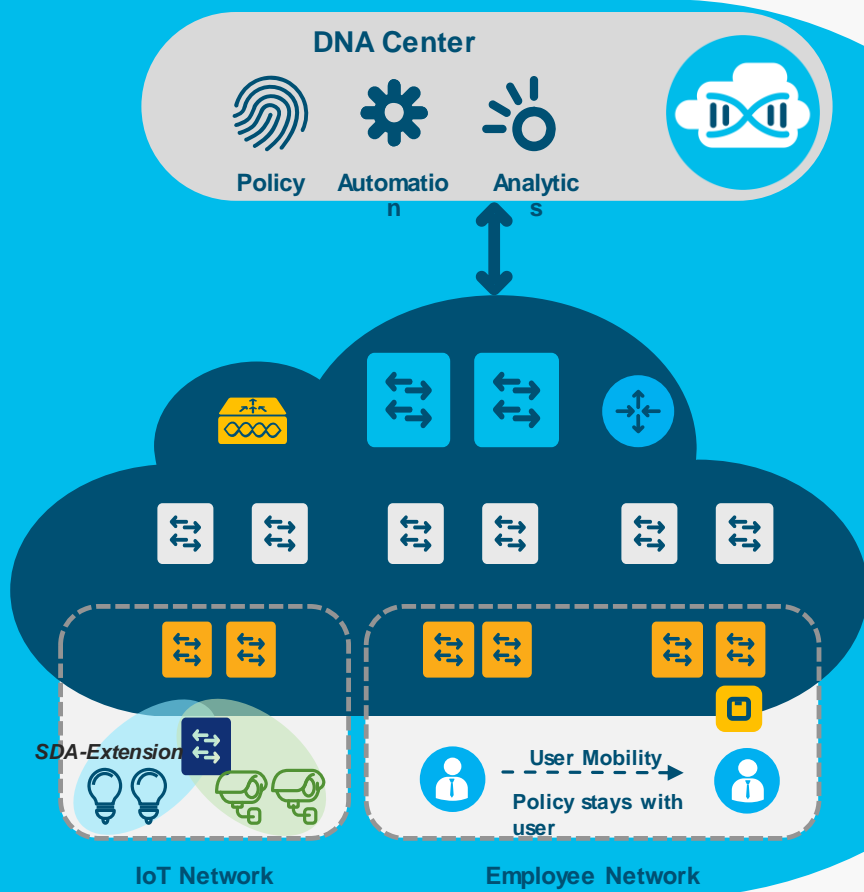 DNA Center
Policy
Automatio
n
Analytic
s
SDA-Extension
User Mobility
Policy stays with
user
IoT Network
Employee Network